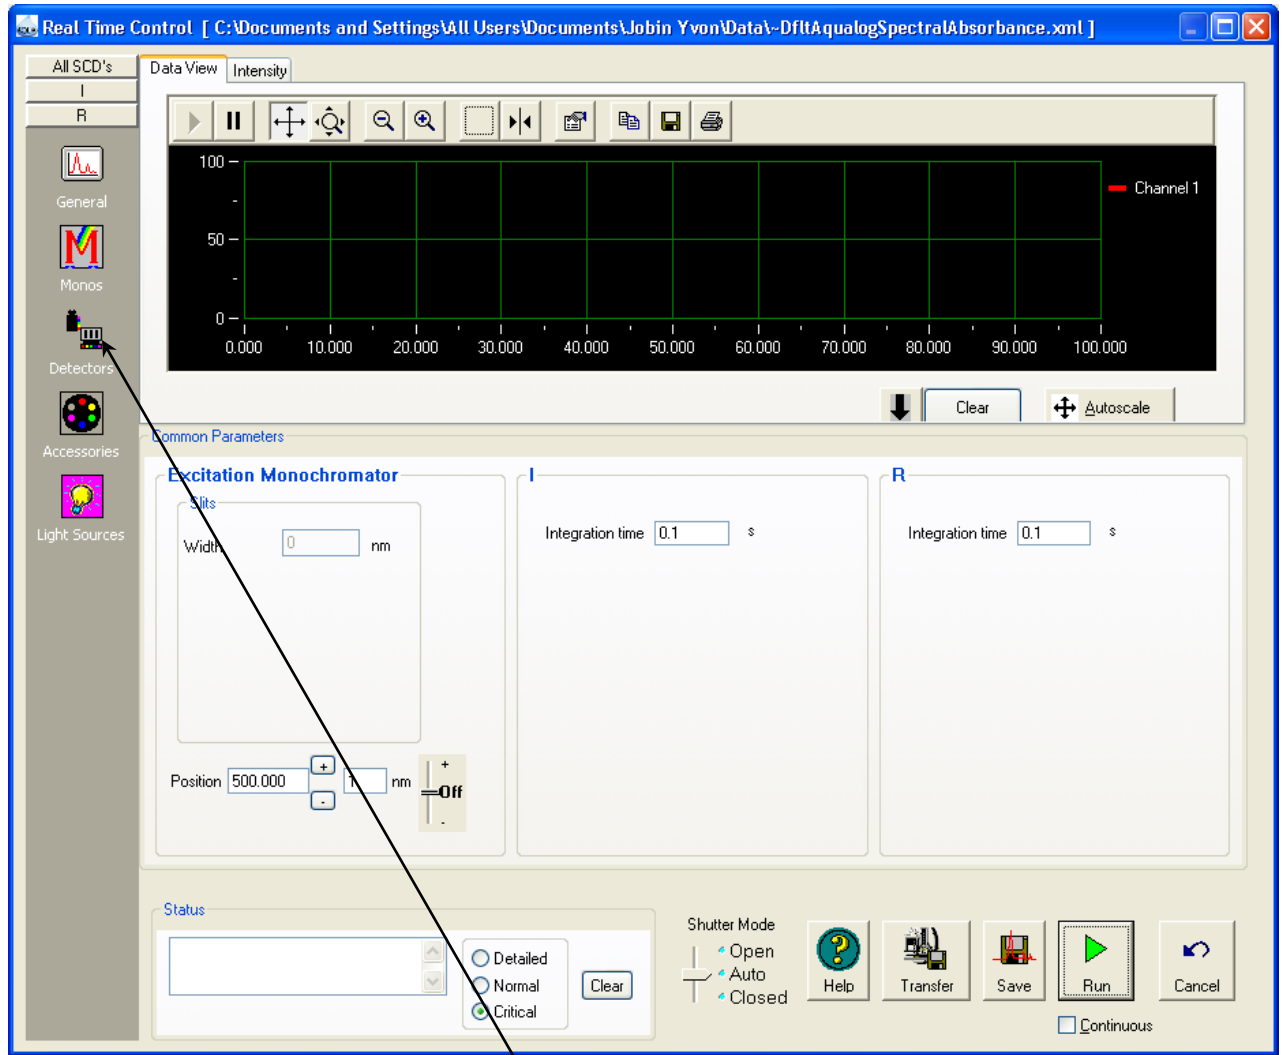 Real Time Control [ C:\Documents and Settings\All Users\Documents\Jobin Yvon\Data\~DfltAqualogSpectralAbsorbance.xml ]
All SCD's
I
R
General
Monos
Detectors
Accessories
Light Sources
Data View Intensity
100
50
0
0.000 10.000 20.000 30.000 40.000 50.000 60.000 70.000 80.000 90.000 100.000
Channel 1
Clear Autoscale
Common Parameters
Excitation Monochromator
Slits
Width 0 nm
Position 500.000 + - 1 nm
+
Off
-
I
Integration time 0.1 s
R
Integration time 0.1 s
Status
Detailed
Normal
Critical
Clear
Shutter Mode
Open
Auto
Closed
Help Transfer Save Run Cancel
Continuous